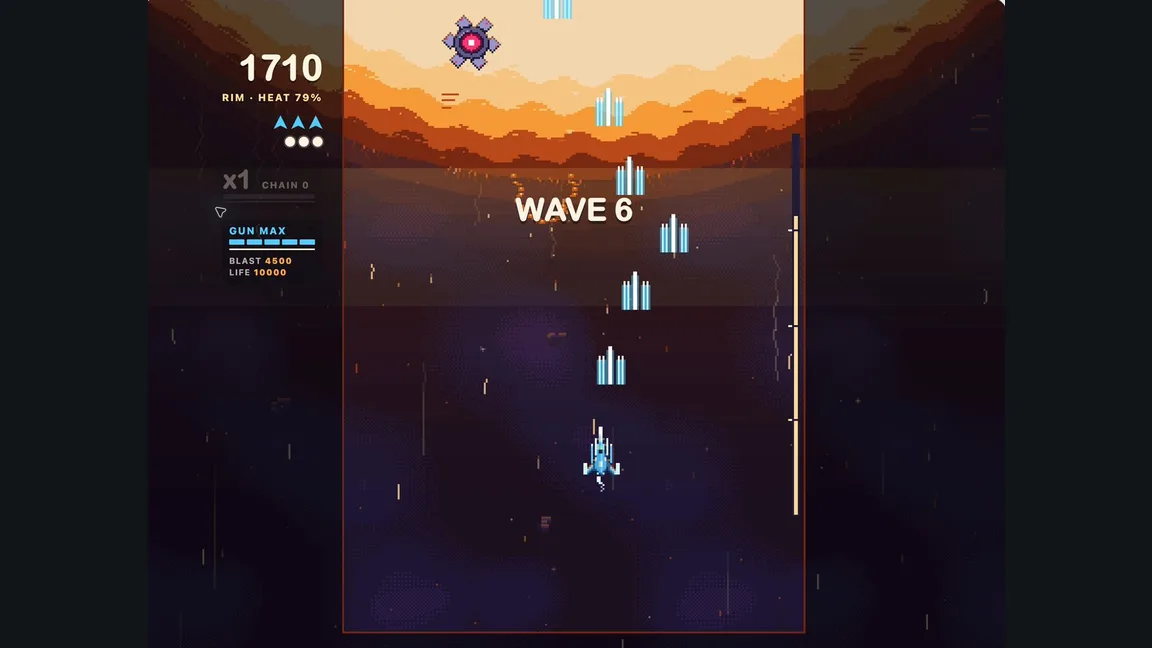 1710
RIM · HEAT 79%
x1 CHAIN 0
WAVE 6
GUN MAX
BLAST 4500
LIFE 10000